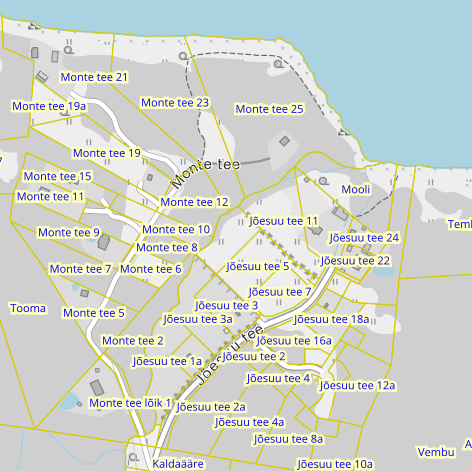 Monte tee 21
Monte tee 19a
Monte tee 23
Monte tee 25
Monte tee 19
Monte tee
Monte tee 15
Mooli
Monte tee 11
Monte tee 12
Jõesuu tee 11
Monte tee 9
Monte tee 10
Jõesuu tee 24
Monte tee 8
Jõesuu tee 22
Monte tee 7
Monte tee 6
Jõesuu tee 5
Jõesuu tee 7
Tooma
Monte tee 5
Jõesuu tee 3
Jõesuu tee 3a
Jõesuu tee 18a
Monte tee 2
Jõesuu tee
Jõesuu tee 16a
Jõesuu tee 1a
Jõesuu tee 2
Jõesuu tee 4
Jõesuu tee 12a
Monte tee lõik 1
Jõesuu tee 2a
Jõesuu tee 4a
Jõesuu tee 8a
Vembu
Kaldaääre
Jõesuu tee 10a